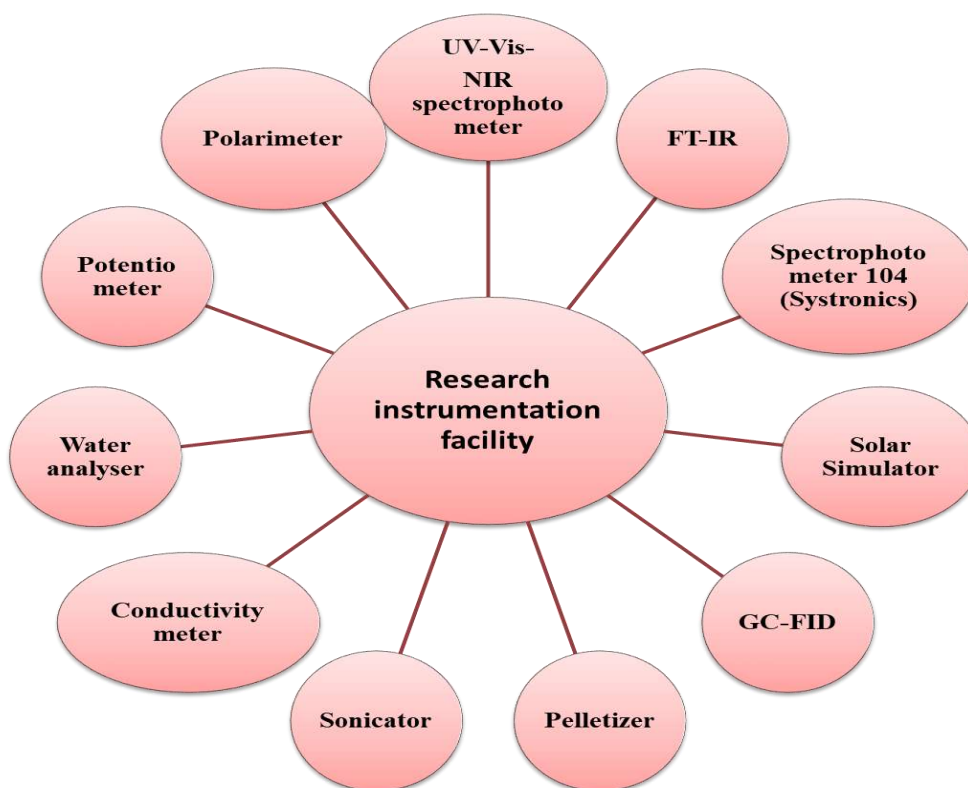 UV-Vis-
NIR
spectrophoto
meter
FT-IR
Spectrophoto
meter 104
(Systronics)
Solar
Simulator
GC-FID
Pelletizer
Sonicator
Conductivity
meter
Water
analyser
Potentio
meter
Polarimeter
Research
instrumentation
facility